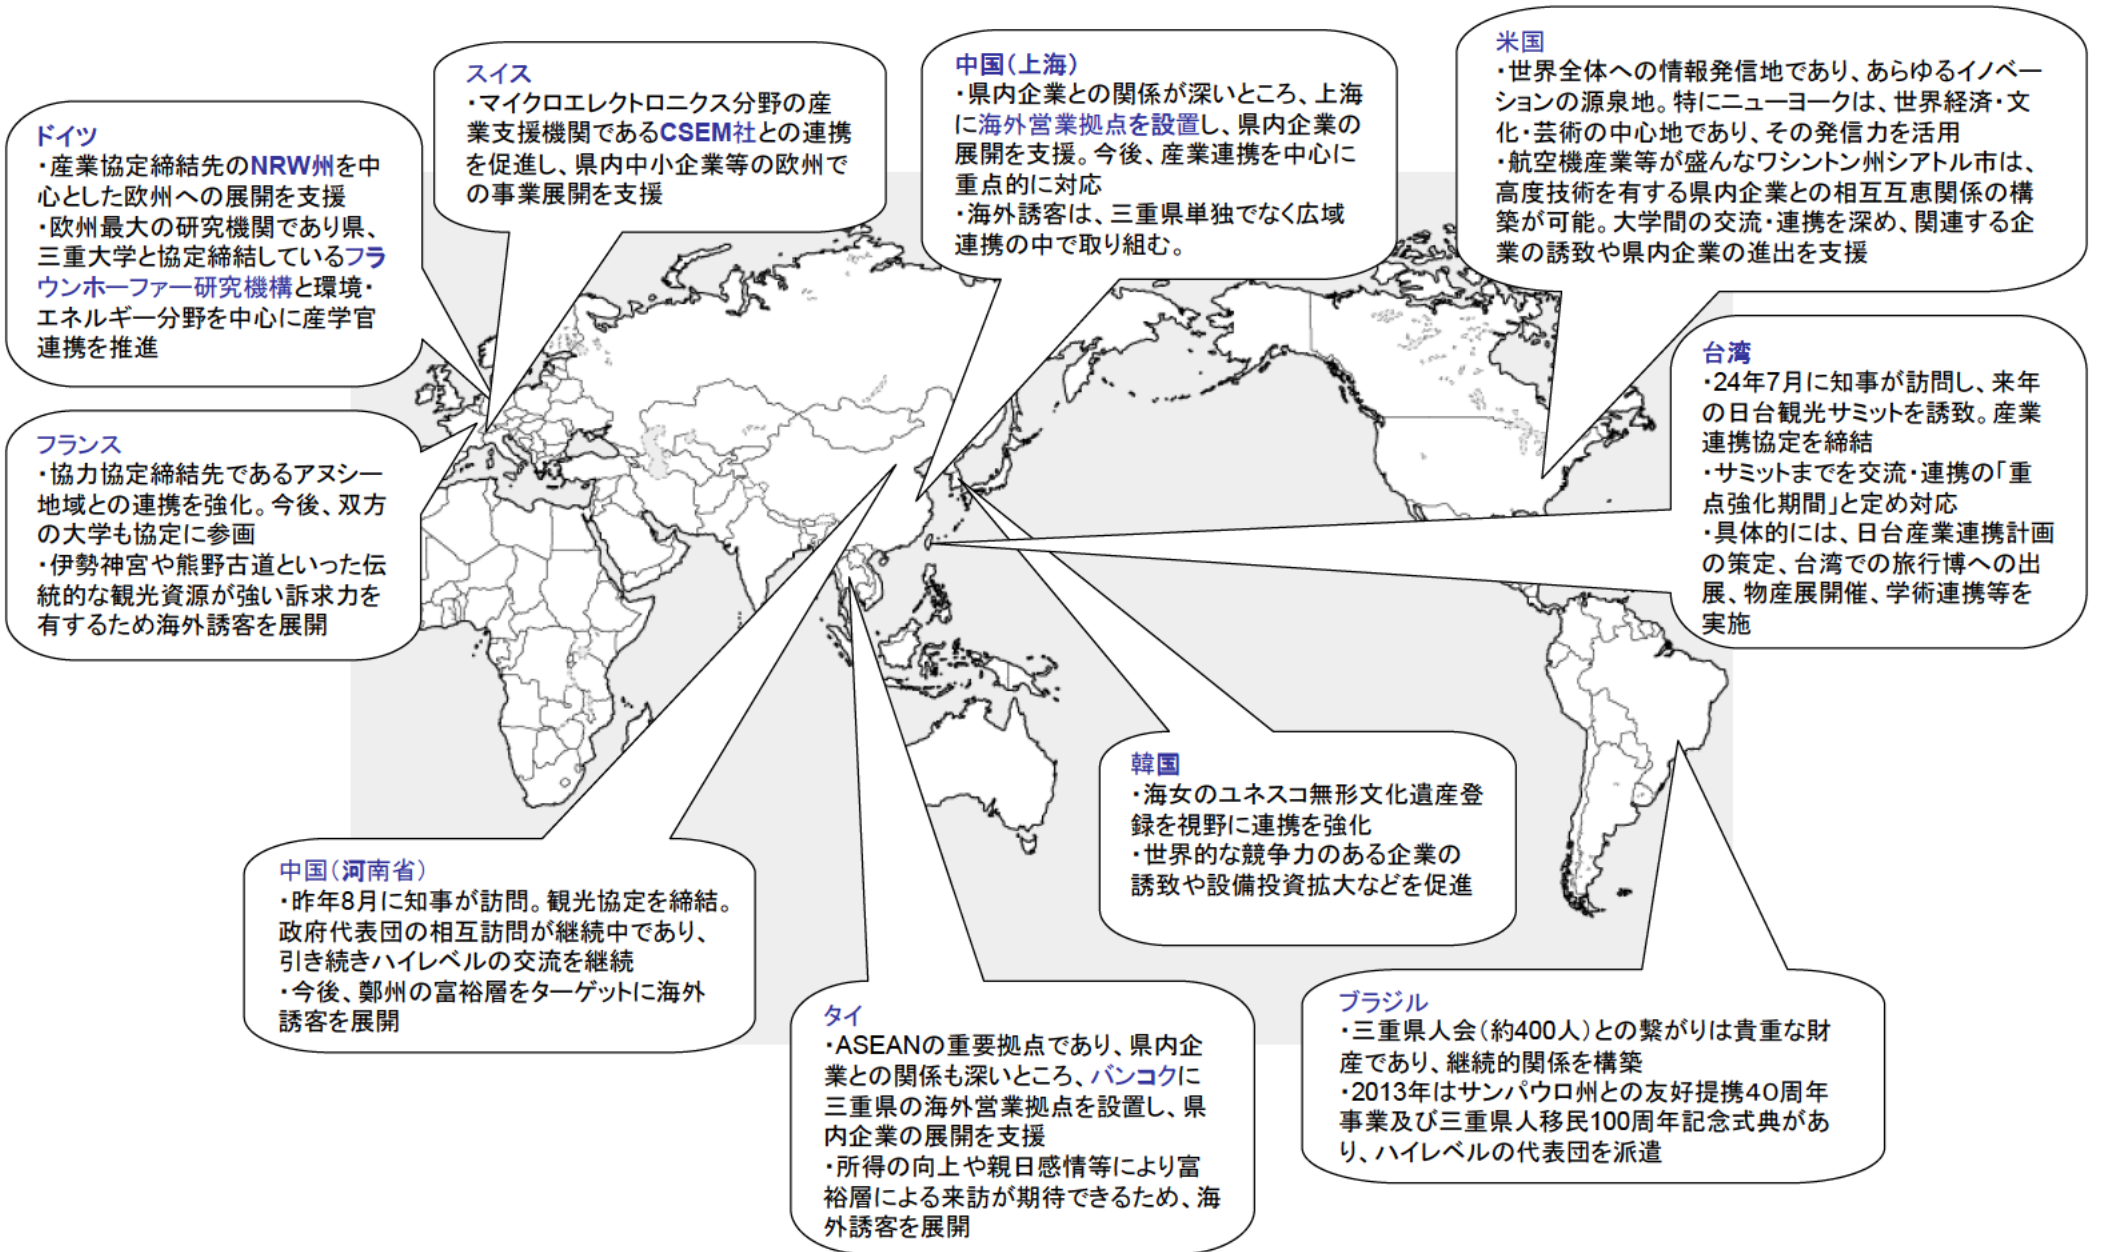 ドイツ
・産業協定締結先のNRW州を中
心とした欧州への展開を支援
・欧州最大の研究機関であり県、
三重大学と協定締結しているフラ
ウンホーファー研究機構と環境・
エネルギー分野を中心に産学官
連携を推進
スイス
・マイクロエレクトロニクス分野の産
業支援機関であるCSEM社との連携
を促進し、県内中小企業等の欧州で
の事業展開を支援
中国（上海）
・県内企業との関係が深いところ、上海
に海外営業拠点を設置し、県内企業の
展開を支援。今後、産業連携を中心に
重点的に対応
・海外誘客は、三重県単独でなく広域
連携の中で取り組む。
米国
・世界全体への情報発信地であり、あらゆるイノベー
ションの源泉地。特にニューヨークは、世界経済・文
化・芸術の中心地であり、その発信力を活用
・航空機産業等が盛んなワシントン州シアトル市は、
高度技術を有する県内企業との相互互恵関係の構
築が可能。大学間の交流・連携を深め、関連する企
業の誘致や県内企業の進出を支援
台湾
・24年7月に知事が訪問し、来年
の日台観光サミットを誘致。産業
連携協定を締結
・サミットまでを交流・連携の「重
点強化期間」と定め対応
・具体的には、日台産業連携計画
の策定、台湾での旅行博への出
展、物産展開催、学術連携等を
実施
フランス
・協力協定締結先であるアヌシー
地域との連携を強化。今後、双方
の大学も協定に参画
・伊勢神宮や熊野古道といった伝
統的な観光資源が強い訴求力を
有するため海外誘客を展開
韓国
・海女のユネスコ無形文化遺産登
録を視野に連携を強化
・世界的な競争力のある企業の
誘致や設備投資拡大などを促進
中国（河南省）
・昨年8月に知事が訪問。観光協定を締結。
政府代表団の相互訪問が継続中であり、
引き続きハイレベルの交流を継続
・今後、鄭州の富裕層をターゲットに海外
誘客を展開
タイ
・ASEANの重要拠点であり、県内企
業との関係も深いところ、バンコクに
三重県の海外営業拠点を設置し、県
内企業の展開を支援
・所得の向上や親日感情等により富
裕層による来訪が期待できるため、海
外誘客を展開
ブラジル
・三重県人会（約400人）との繋がりは貴重な財
産であり、継続的関係を構築
・2013年はサンパウロ州との友好提携４０周年
事業及び三重県人移民100周年記念式典があ
り、ハイレベルの代表団を派遣